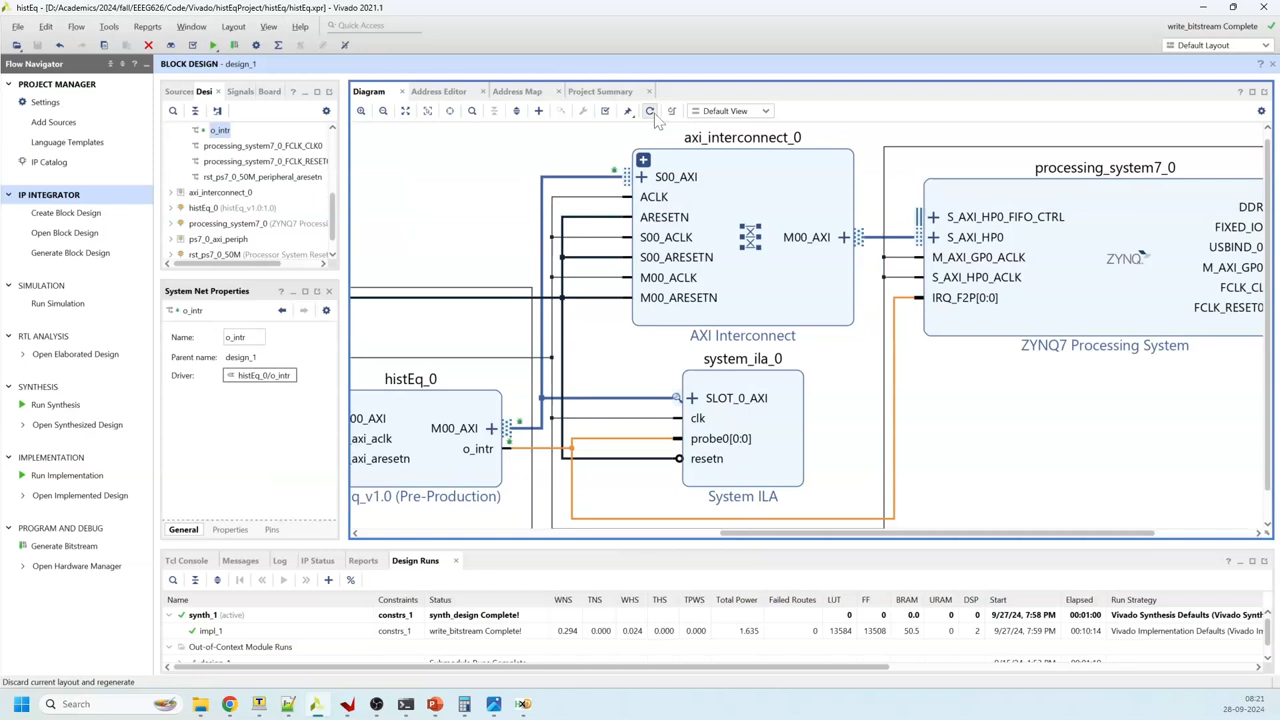 histEq - [D:/Academics/2024/fall/EEEG626/Code/Vivado/histEqProject/histEq/histEq.xpr] - Vivado 2021.1
File Edit Flow Tools Reports Window Layout View Help Quick Access
write_bitstream Complete
Default Layout
Flow Navigator
BLOCK DESIGN - design_1
PROJECT MANAGER
Settings
Add Sources
Language Templates
IP Catalog
IP INTEGRATOR
Create Block Design
Open Block Design
Generate Block Design
SIMULATION
Run Simulation
RTL ANALYSIS
Open Elaborated Design
SYNTHESIS
Run Synthesis
Open Synthesized Design
IMPLEMENTATION
Run Implementation
Open Implemented Design
PROGRAM AND DEBUG
Generate Bitstream
Open Hardware Manager
Sources Desi Signals Board
o_intr
processing_system7_0_FCLK_CLK0
processing_system7_0_FCLK_RESET0
rst_ps7_0_50M_peripheral_aresetn
axi_interconnect_0
histEq_0 (histEq_v1.0:1.0)
processing_system7_0 (ZYNQ7 Processi
ps7_0_axi_periph
rst_ps7_0_50M (Processor System Reset
System Net Properties
o_intr
Name: o_intr
Parent name: design_1
Driver: histEq_0/o_intr
General Properties Pins
Diagram Address Editor Address Map Project Summary
Default View
axi_interconnect_0
S00_AXI
ACLK
ARESETN
S00_ACLK
S00_ARESETN
M00_ACLK
M00_ARESETN
M00_AXI
AXI Interconnect
processing_system7_0
S_AXI_HP0_FIFO_CTRL
S_AXI_HP0
M_AXI_GP0_ACLK
S_AXI_HP0_ACLK
IRQ_F2P[0:0]
ZYNQ
DDR
FIXED_IO
USBIND_0
M_AXI_GP0
FCLK_CL
FCLK_RESET0
ZYNQ7 Processing System
system_ila_0
SLOT_0_AXI
clk
probe0[0:0]
resetn
System ILA
histEq_0
00_AXI
axi_aclk
axi_aresetn
M00_AXI
o_intr
q_v1.0 (Pre-Production)
Tcl Console Messages Log IP Status Reports Design Runs
Name Constraints Status WNS TNS WHS THS TPWS Total Power Failed Routes LUT FF BRAM URAM DSP Start Elapsed Run Strategy
synth_1 (active) constrs_1 synth_design Complete! 0 0 0.0 0 0 9/27/24, 7:58 PM 00:01:00 Vivado Synthesis Defaults (Vivado Synth
impl_1 constrs_1 write_bitstream Complete! 0.294 0.000 0.024 0.000 0.000 1.635 0 13584 13508 50.5 0 2 9/27/24, 7:59 PM 00:10:14 Vivado Implementation Defaults (Vivado Im
Out-of-Context Module Runs
Discard current layout and regenerate
Search
08:21
28-09-2024